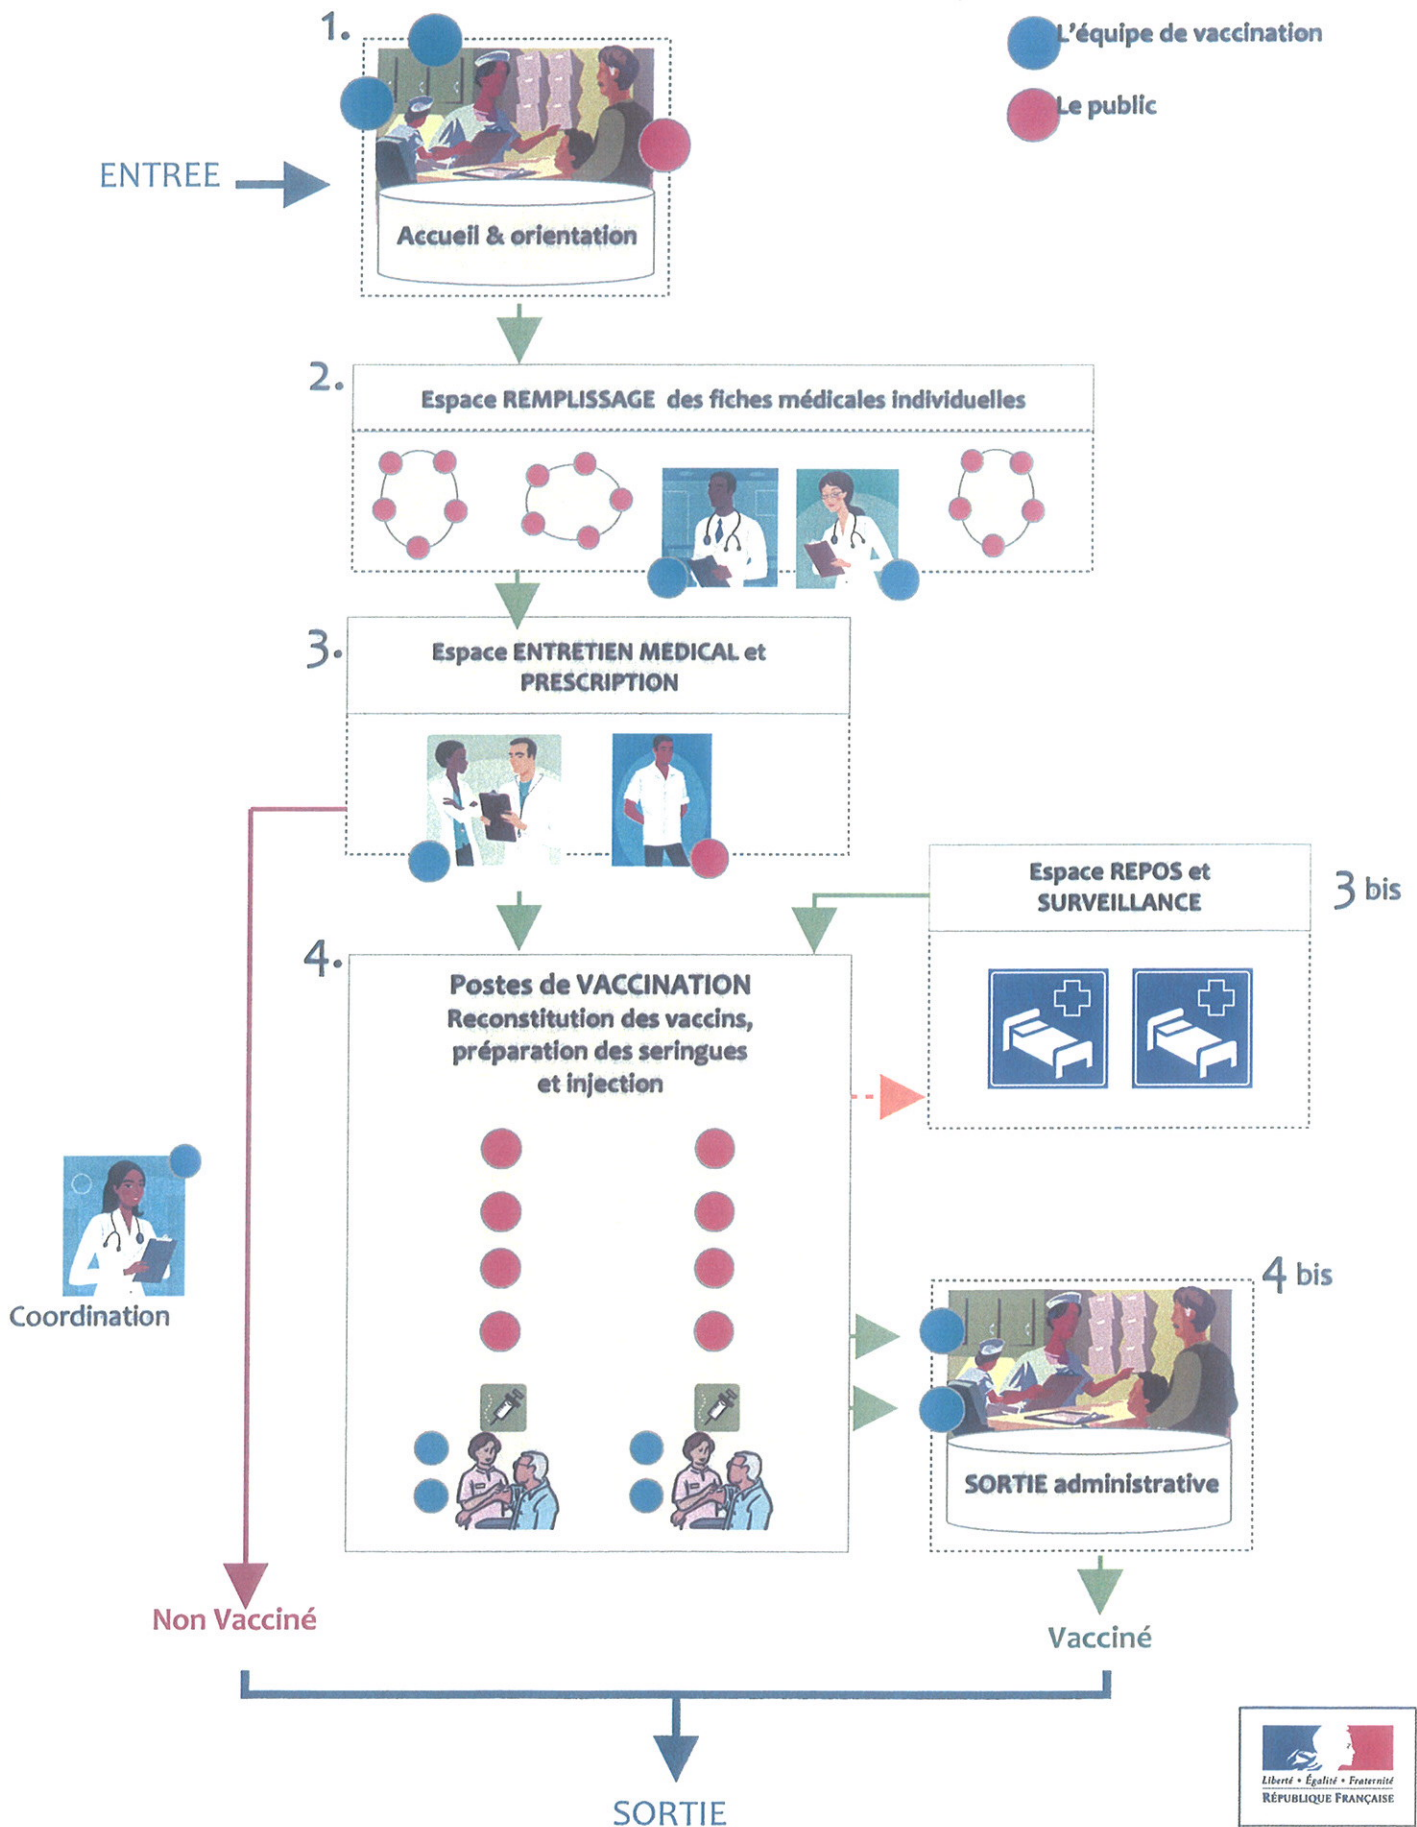 1.
L'équipe de vaccination
Le public
ENTREE
Accueil & orientation
2.
Espace REMPLISSAGE des fiches médicales individuelles
3.
Espace ENTRETIEN MEDICAL et
PRESCRIPTION
Espace REPOS et
SURVEILLANCE
3 bis
4.
Postes de VACCINATION
Reconstitution des vaccins,
préparation des seringues
et injection
Coordination
4 bis
SORTIE administrative
Non Vacciné
Vacciné
SORTIE
Liberté • Égalité • Fraternité
RÉPUBLIQUE FRANÇAISE